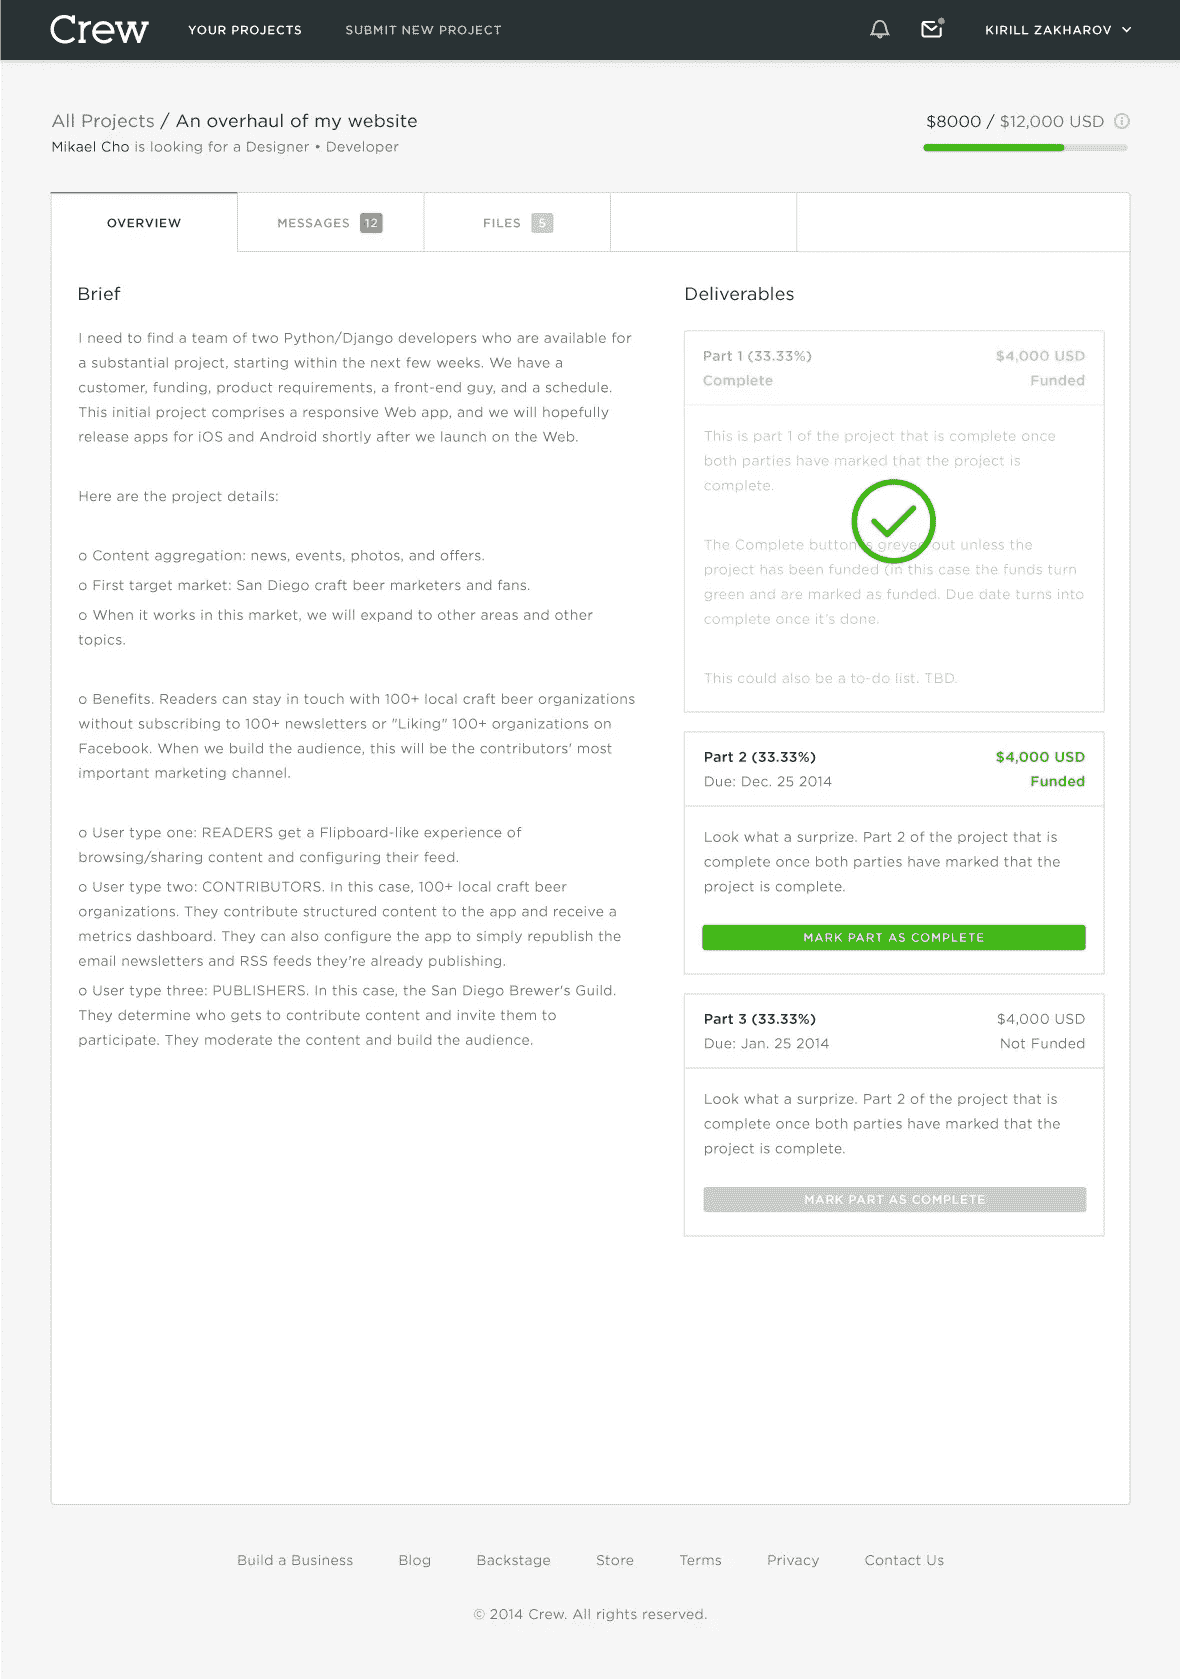 Crew YOUR PROJECTS SUBMIT NEW PROJECT KIRILL ZAKHAROV
All Projects / An overhaul of my website
Mikael Cho is looking for a Designer • Developer
$8000 / $12,000 USD
OVERVIEW MESSAGES 12 FILES 5
Brief
I need to find a team of two Python/Django developers who are available for
a substantial project, starting within the next few weeks. We have a
customer, funding, product requirements, a front-end guy, and a schedule.
This initial project comprises a responsive Web app, and we will hopefully
release apps for iOS and Android shortly after we launch on the Web.
Here are the project details:
o Content aggregation: news, events, photos, and offers.
o First target market: San Diego craft beer marketers and fans.
o When it works in this market, we will expand to other areas and other
topics.
o Benefits. Readers can stay in touch with 100+ local craft beer organizations
without subscribing to 100+ newsletters or "Liking" 100+ organizations on
Facebook. When we build the audience, this will be the contributors' most
important marketing channel.
o User type one: READERS get a Flipboard-like experience of
browsing/sharing content and configuring their feed.
o User type two: CONTRIBUTORS. In this case, 100+ local craft beer
organizations. They contribute structured content to the app and receive a
metrics dashboard. They can also configure the app to simply republish the
email newsletters and RSS feeds they're already publishing.
o User type three: PUBLISHERS. In this case, the San Diego Brewer's Guild.
They determine who gets to contribute content and invite them to
participate. They moderate the content and build the audience.
Deliverables
Part 1 (33.33%) $4,000 USD
Complete Funded
This is part 1 of the project that is complete once
both parties have marked that the project is
complete.
The Complete button is greyed out unless the
project has been funded (in this case the funds turn
green and are marked as funded. Due date turns into
complete once it's done.
This could also be a to-do list. TBD.
Part 2 (33.33%) $4,000 USD
Due: Dec. 25 2014 Funded
Look what a surprize. Part 2 of the project that is
complete once both parties have marked that the
project is complete.
MARK PART AS COMPLETE
Part 3 (33.33%) $4,000 USD
Due: Jan. 25 2014 Not Funded
Look what a surprize. Part 2 of the project that is
complete once both parties have marked that the
project is complete.
MARK PART AS COMPLETE
Build a Business Blog Backstage Store Terms Privacy Contact Us
© 2014 Crew. All rights reserved.